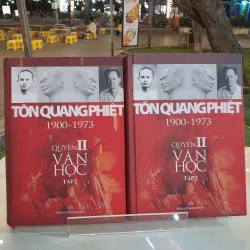 TÔN QUANG PHIỆT
1900-1973
QUYỂN II
VĂN
HỌC
TẬP 1
TÔN QUANG PHIỆT
1900-1973
QUYỂN II
VĂN
HỌC
TẬP 2